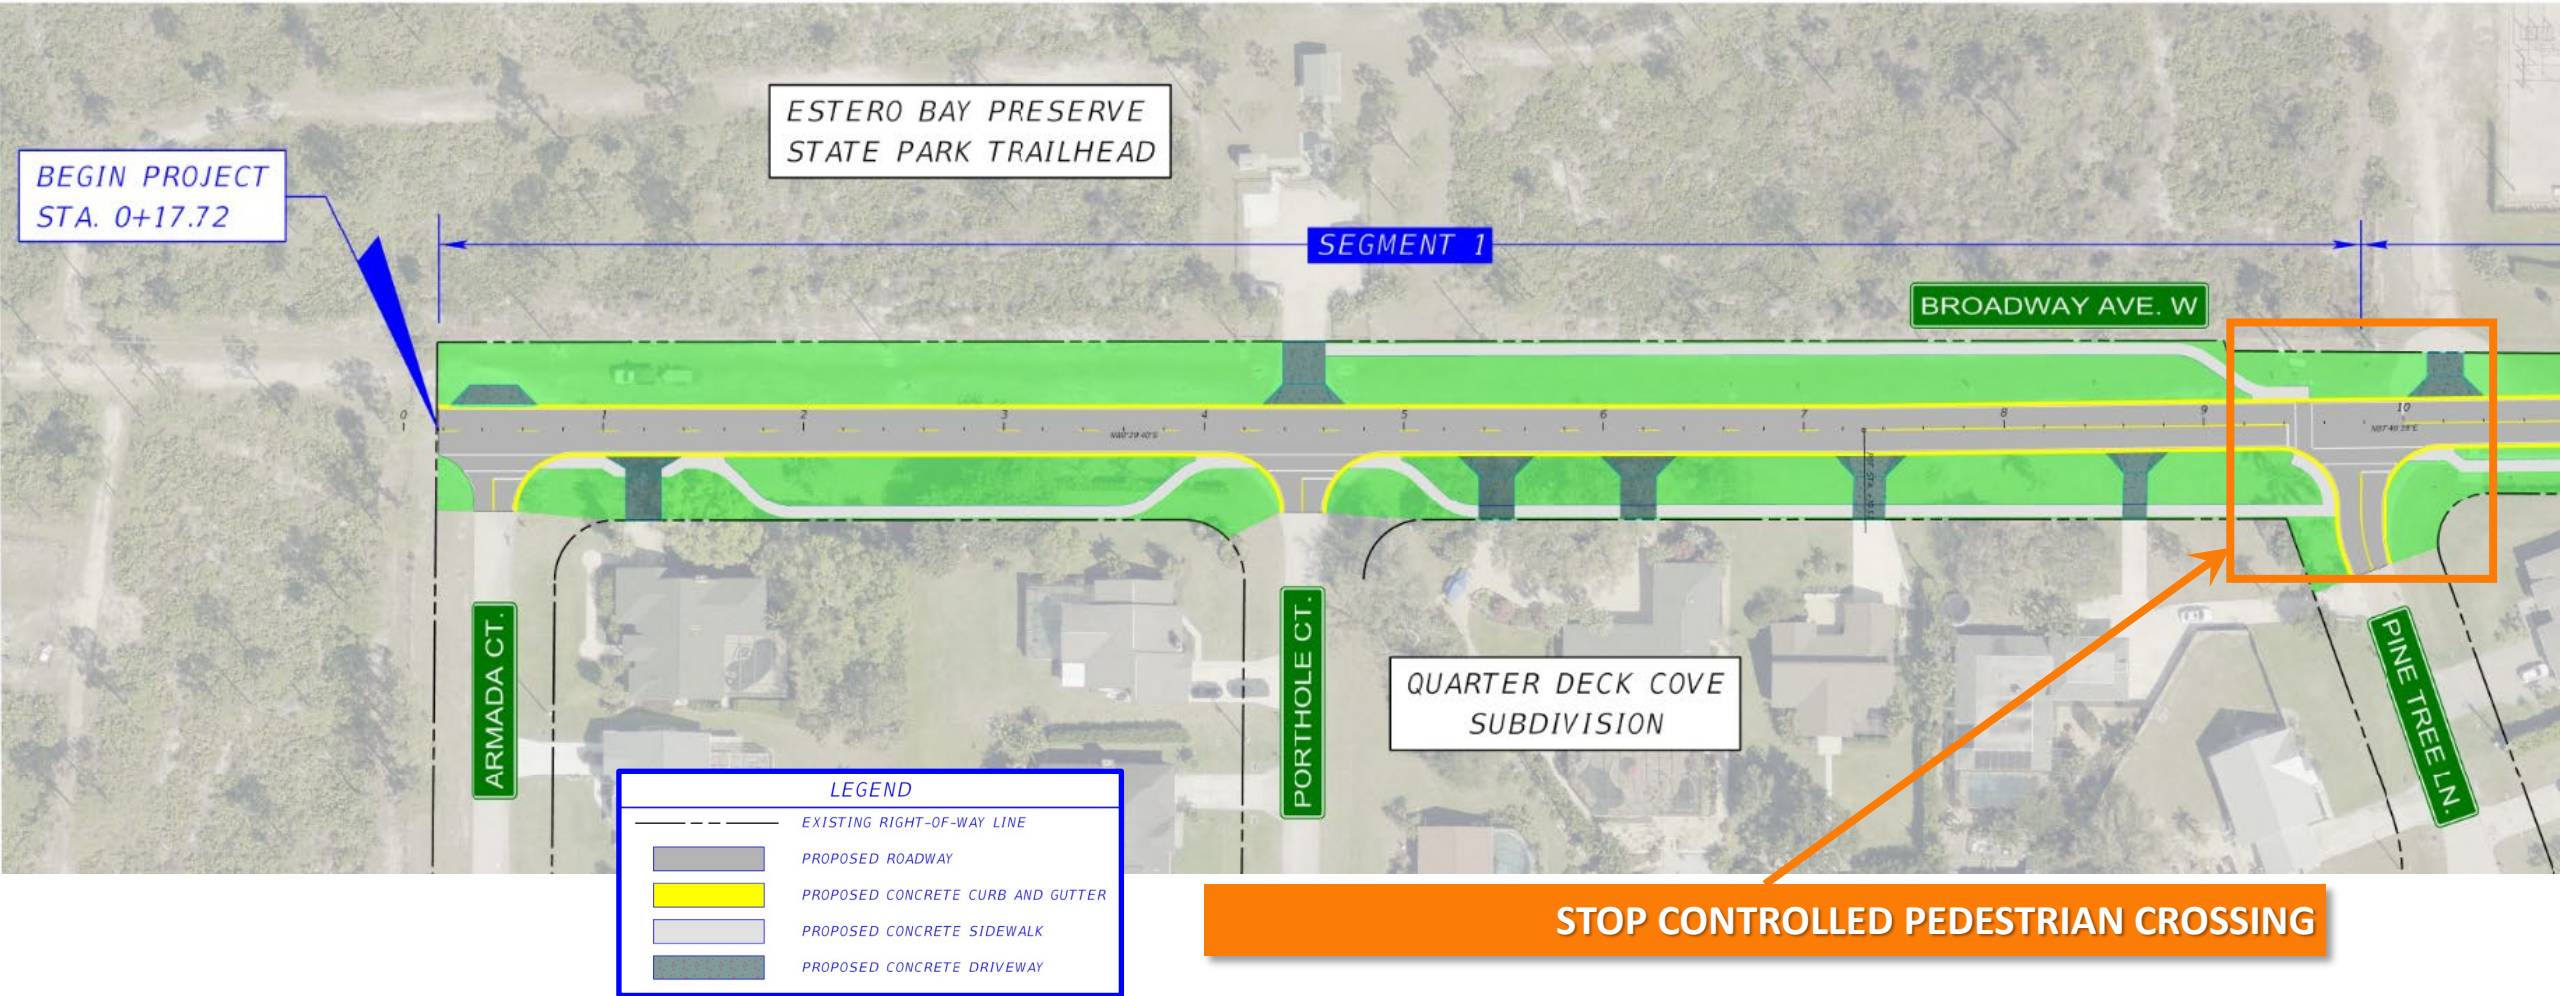 ESTERO BAY PRESERVE
STATE PARK TRAILHEAD
BEGIN PROJECT
STA. 0+17.72
SEGMENT 1
BROADWAY AVE. W
0 1 2 3 4 5 6 7 8 9 10
ARMADA CT.
PORTHOLE CT.
QUARTER DECK COVE
SUBDIVISION
PINE TREE LN.
LEGEND
EXISTING RIGHT-OF-WAY LINE
PROPOSED ROADWAY
PROPOSED CONCRETE CURB AND GUTTER
PROPOSED CONCRETE SIDEWALK
PROPOSED CONCRETE DRIVEWAY
STOP CONTROLLED PEDESTRIAN CROSSING